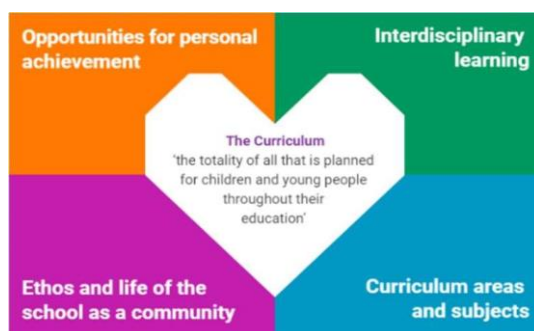 Opportunities for personal
achievement
Interdisciplinary
learning
The Curriculum
'the totality of all that is planned
for children and young people
throughout their
education'
Ethos and life of the
school as a community
Curriculum areas
and subjects